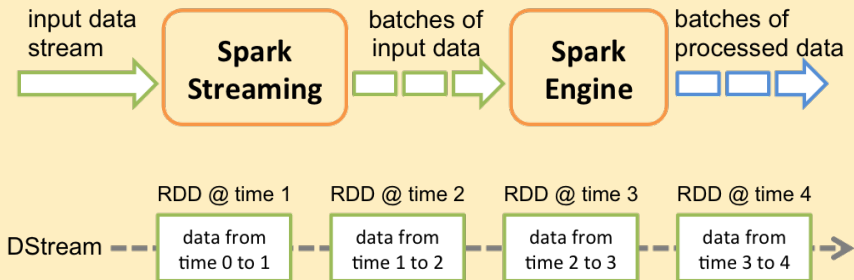 input data
stream
Spark
Streaming
batches of
input data
Spark
Engine
batches of
processed data
RDD @ time 1
RDD @ time 2
RDD @ time 3
RDD @ time 4
DStream
data from
time 0 to 1
data from
time 1 to 2
data from
time 2 to 3
data from
time 3 to 4